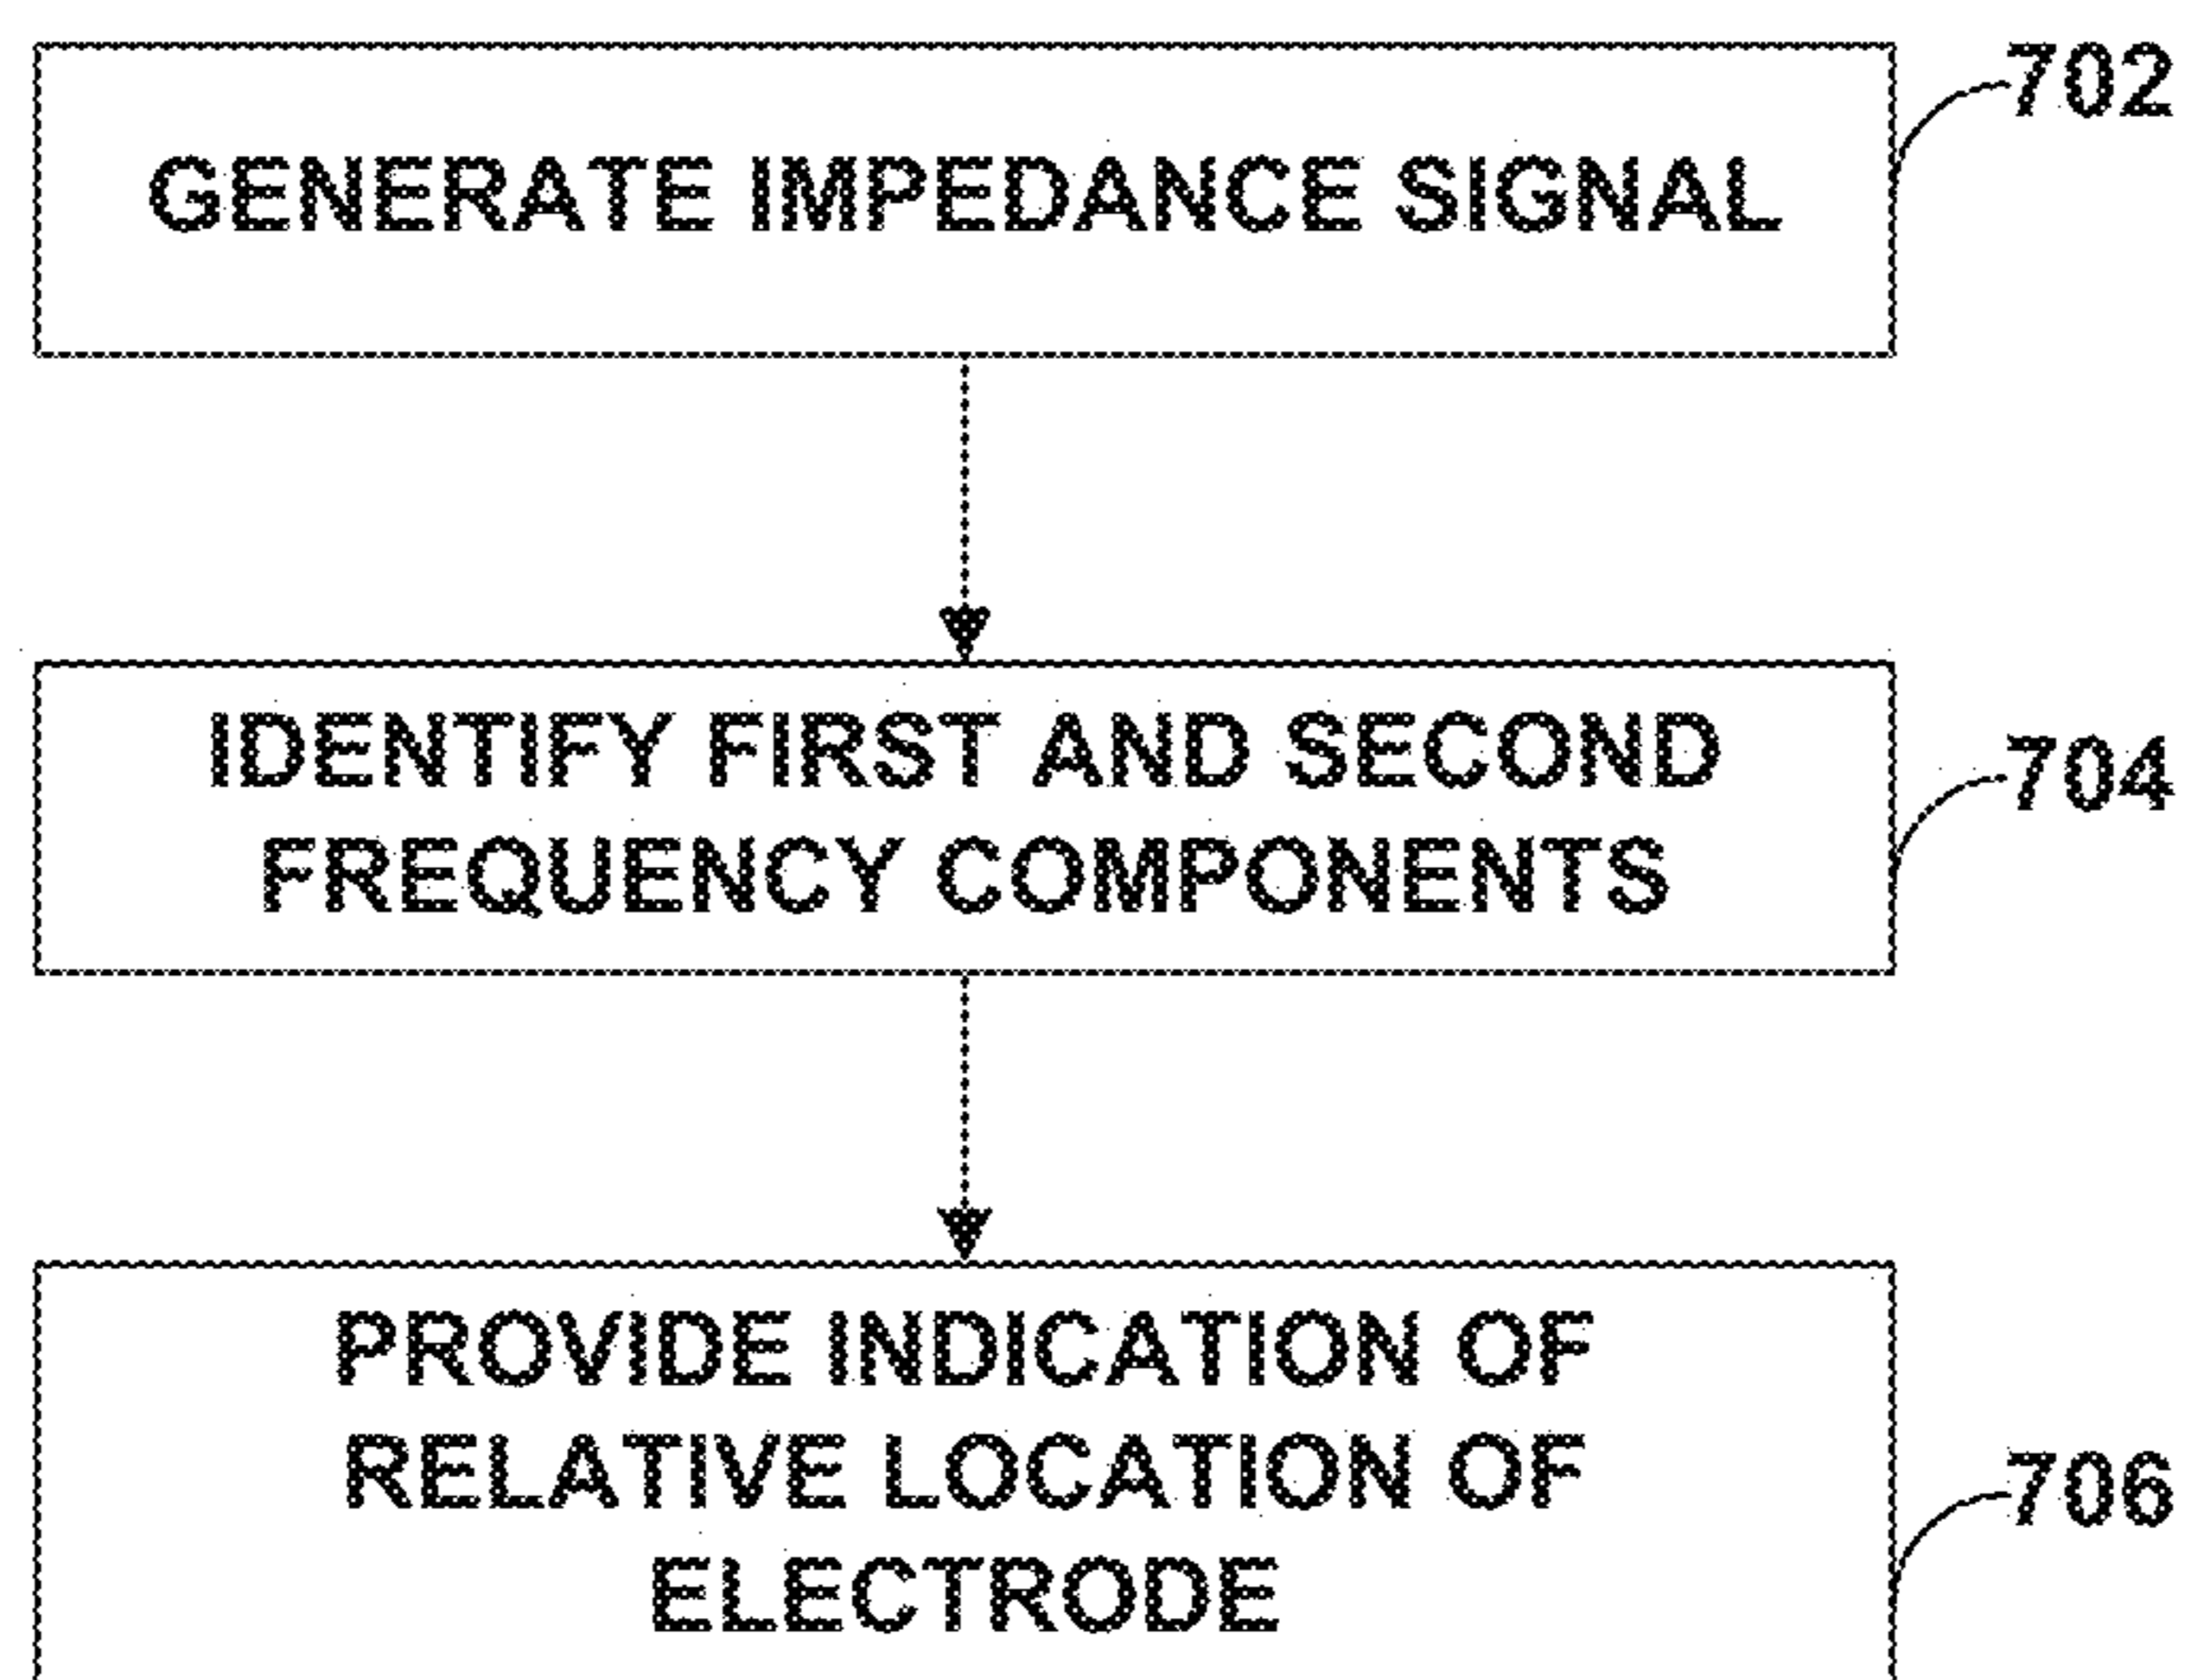 702
GENERATE IMPEDANCE SIGNAL
IDENTIFY FIRST AND SECOND
FREQUENCY COMPONENTS
704
PROVIDE INDICATION OF
RELATIVE LOCATION OF
ELECTRODE
706